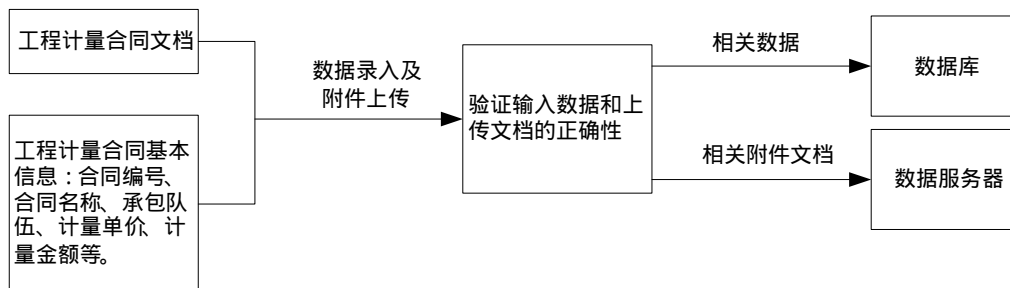 工程计量合同文档
工程计量合同基本
信息：合同编号、
合同名称、承包队
伍、计量单价、计
量金额等。
数据录入及
附件上传
验证输入数据和上
传文档的正确性
相关数据
相关附件文档
数据库
数据服务器